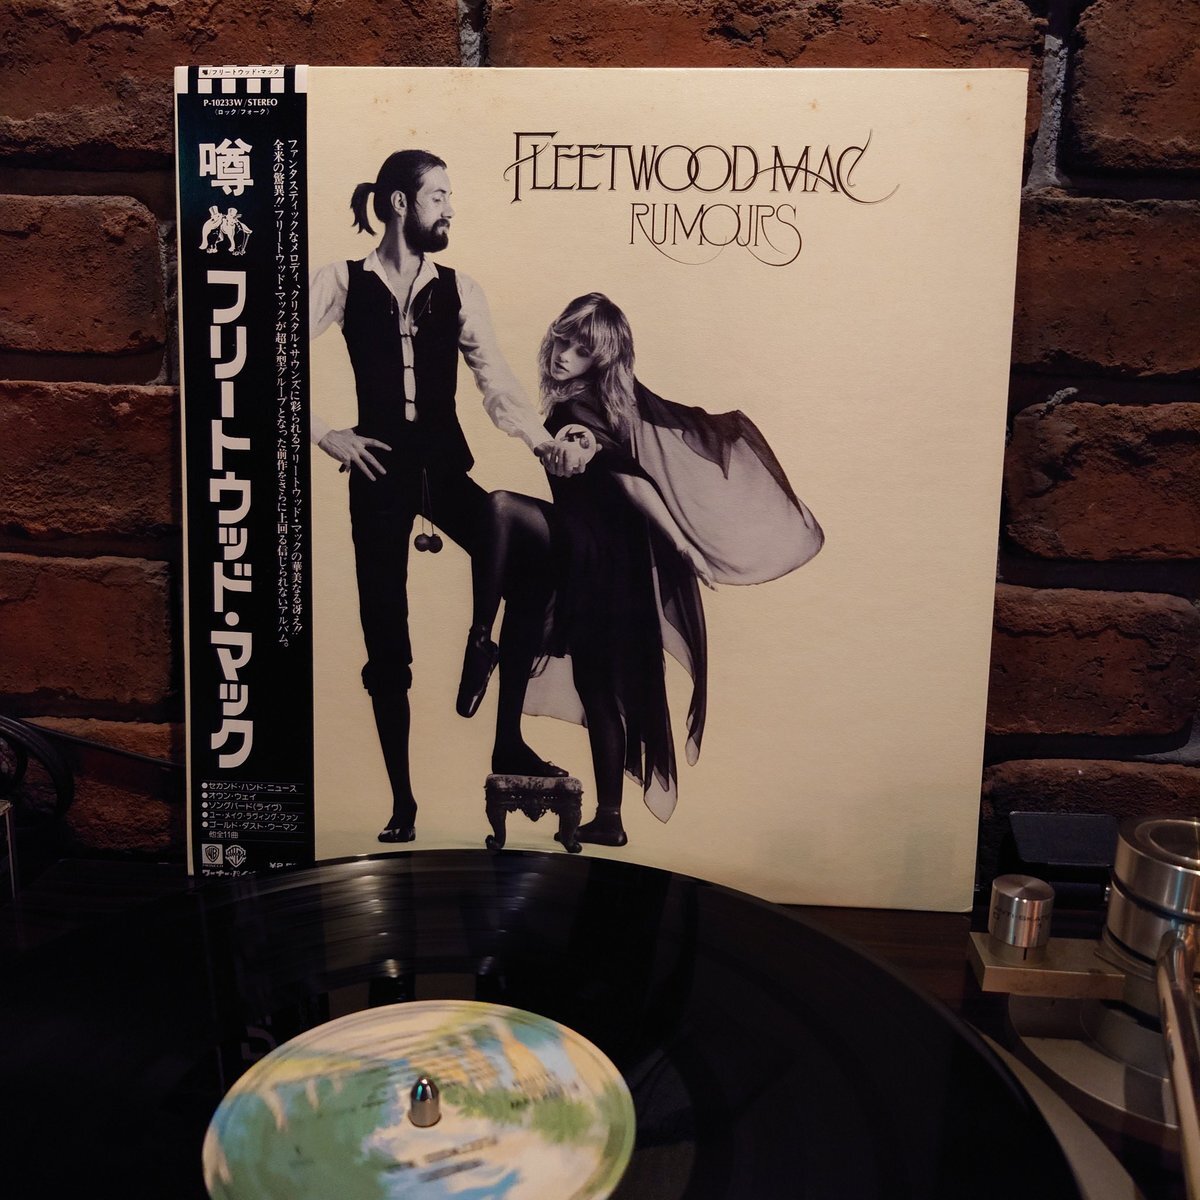 /フリートウッド・マック
P-10233W/STEREO
(ロック/フォーク)
噂
フリートウッド・マック
ファンタスティックなメロディ、クリスタル・サウンズに彩られるフリートウッド・マックの華美なる冴え!!
全米の驚異!!フリートウッド・マックが超大型グループとなった前作をさらに上回る信じられないアルバム。
●セカンド・ハンド・ニュース
●オウン・ウェイ
●ソングバード(ライヴ)
●ユー・メイク・ラヴィング・ファン
●ゴールド・ダスト・ウーマン
他全11曲
FLEETWOOD MAC
RUMOURS
ANTI-SKATE